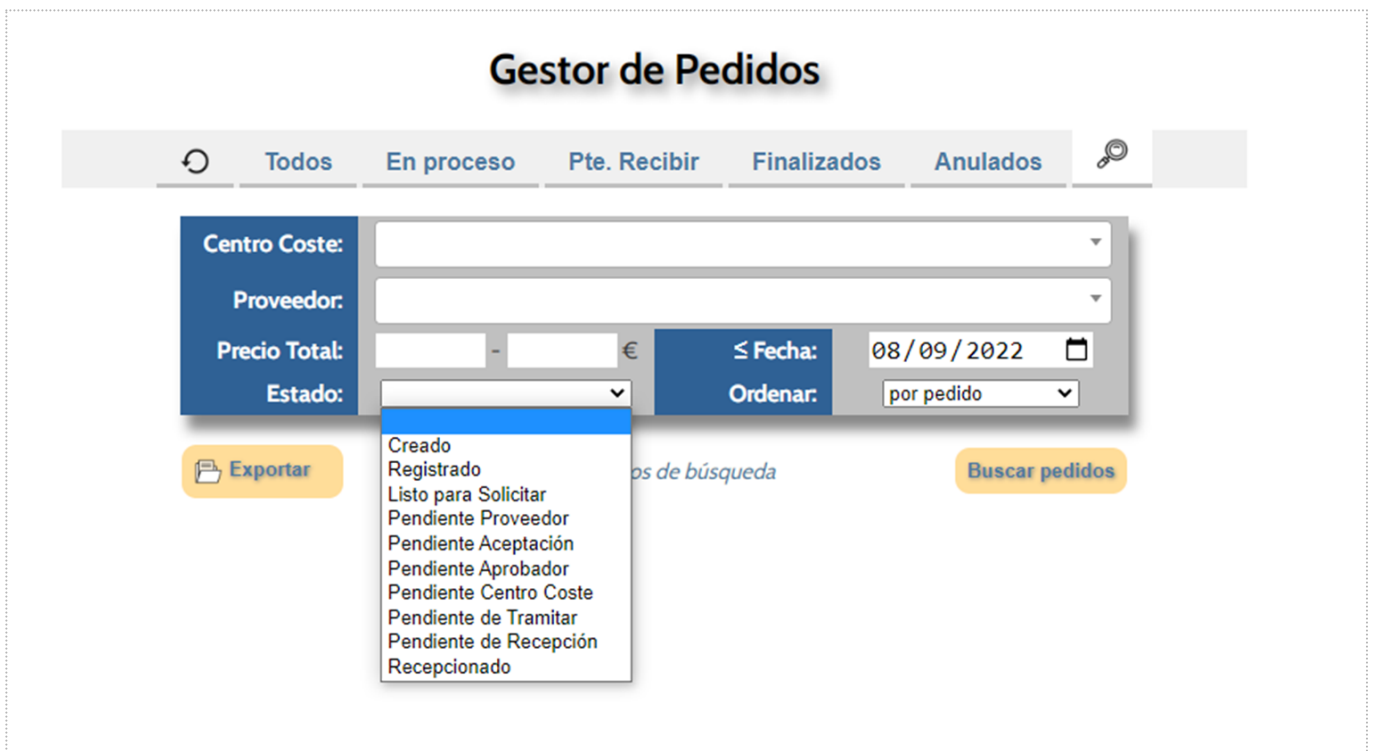 Gestor de Pedidos
Todos En proceso Pte. Recibir Finalizados Anulados
Centro Coste:
Proveedor:
Precio Total: - € ≤ Fecha: 08/09/2022
Estado: Ordenar: por pedido
Creado
Exportar de búsqueda Buscar pedidos
Registrado
Listo para Solicitar
Pendiente Proveedor
Pendiente Aceptación
Pendiente Aprobador
Pendiente Centro Coste
Pendiente de Tramitar
Pendiente de Recepción
Recepcionado